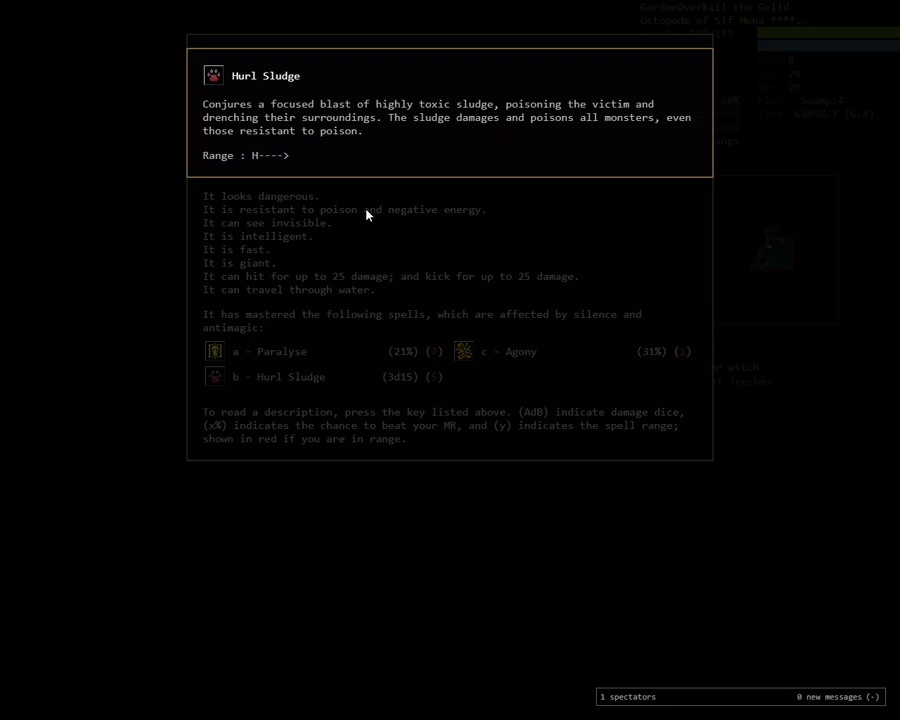 GordonOverkill the Gelid
Octopode of Sif Muna ****..
Hurl Sludge
Conjures a focused blast of highly toxic sludge, poisoning the victim and
drenching their surroundings. The sludge damages and poisons all monsters, even
those resistant to poison.
Range : H---->
It looks dangerous.
It is resistant to poison and negative energy.
It can see invisible.
It is intelligent.
It is fast.
It is giant.
It can hit for up to 25 damage; and kick for up to 25 damage.
It can travel through water.
It has mastered the following spells, which are affected by silence and
antimagic:
a - Paralyse (21%) (7) c - Agony (31%) (1)
b - Hurl Sludge (3d15) (5)
To read a description, press the key listed above. (AdB) indicate damage dice,
(x%) indicates the chance to beat your MR, and (y) indicates the spell range;
shown in red if you are in range.
60%
Swamp:4
1 spectators 0 new messages (-)